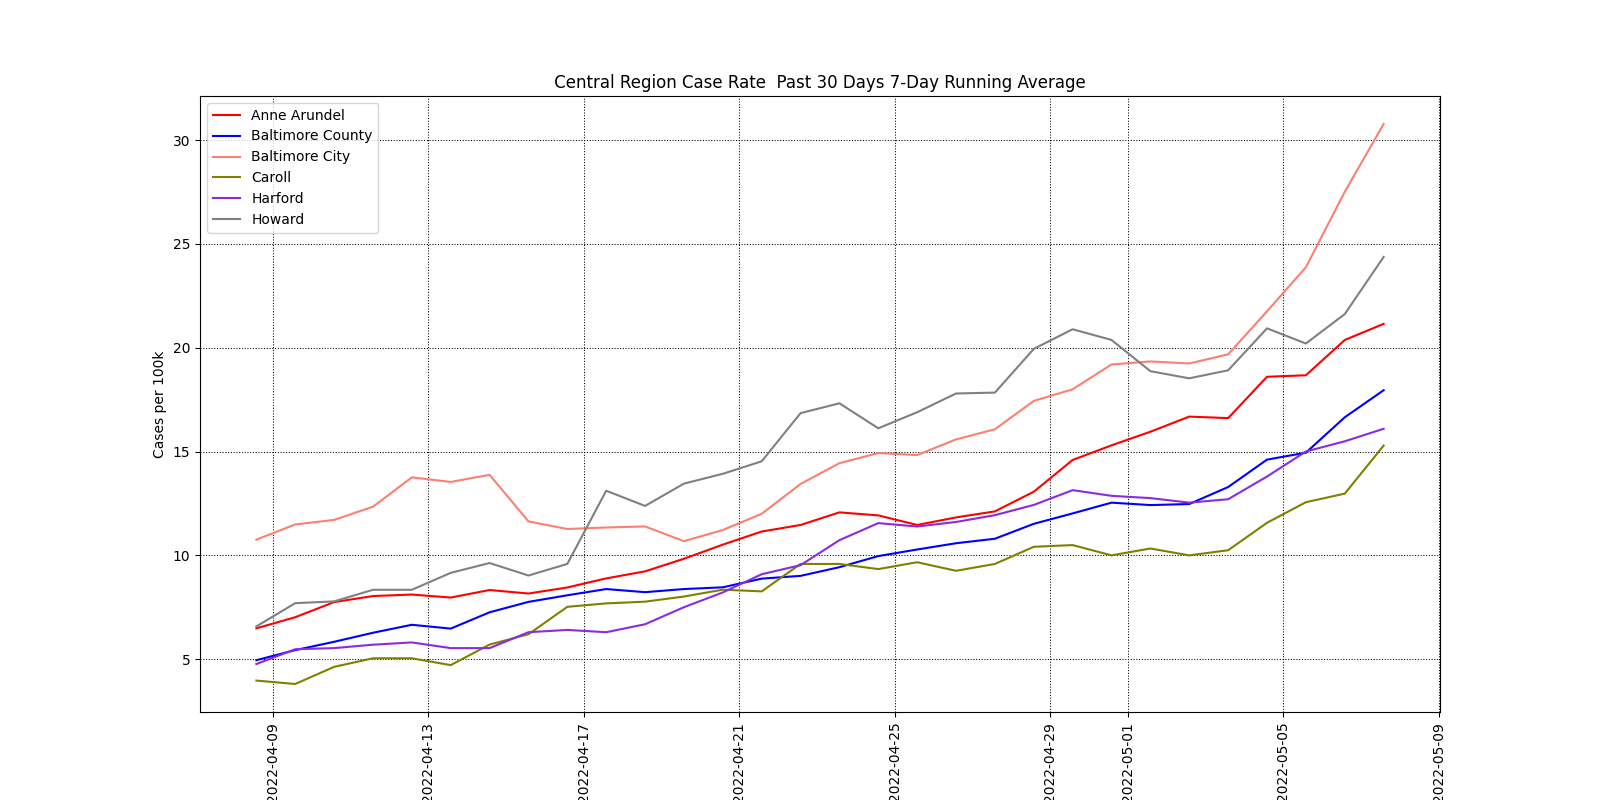 Central Region Case Rate  Past 30 Days 7-Day Running Average
Anne Arundel
Baltimore County
Baltimore City
Caroll
Harford
Howard
Cases per 100k
30
25
20
15
10
5
2022-04-09
2022-04-13
2022-04-17
2022-04-21
2022-04-25
2022-04-29
2022-05-01
2022-05-05
2022-05-09